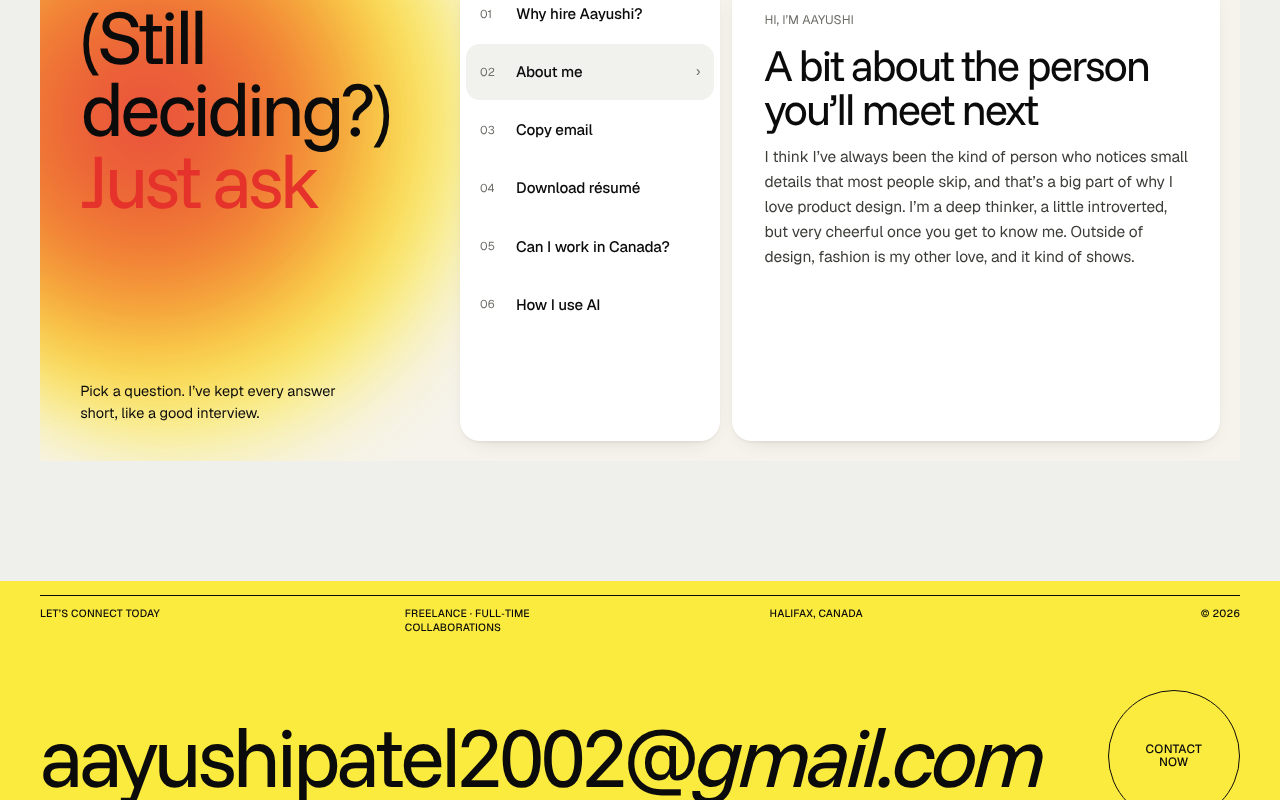 (Still
deciding?)
Just ask
Pick a question. I’ve kept every answer
short, like a good interview.
01 Why hire Aayushi?
02 About me ›
03 Copy email
04 Download résumé
05 Can I work in Canada?
06 How I use AI
HI, I’M AAYUSHI
A bit about the person
you’ll meet next
I think I’ve always been the kind of person who notices small
details that most people skip, and that’s a big part of why I
love product design. I’m a deep thinker, a little introverted,
but very cheerful once you get to know me. Outside of
design, fashion is my other love, and it kind of shows.
LET’S CONNECT TODAY
FREELANCE · FULL-TIME
COLLABORATIONS
HALIFAX, CANADA
© 2026
aayushipatel2002@gmail.com
CONTACT
NOW